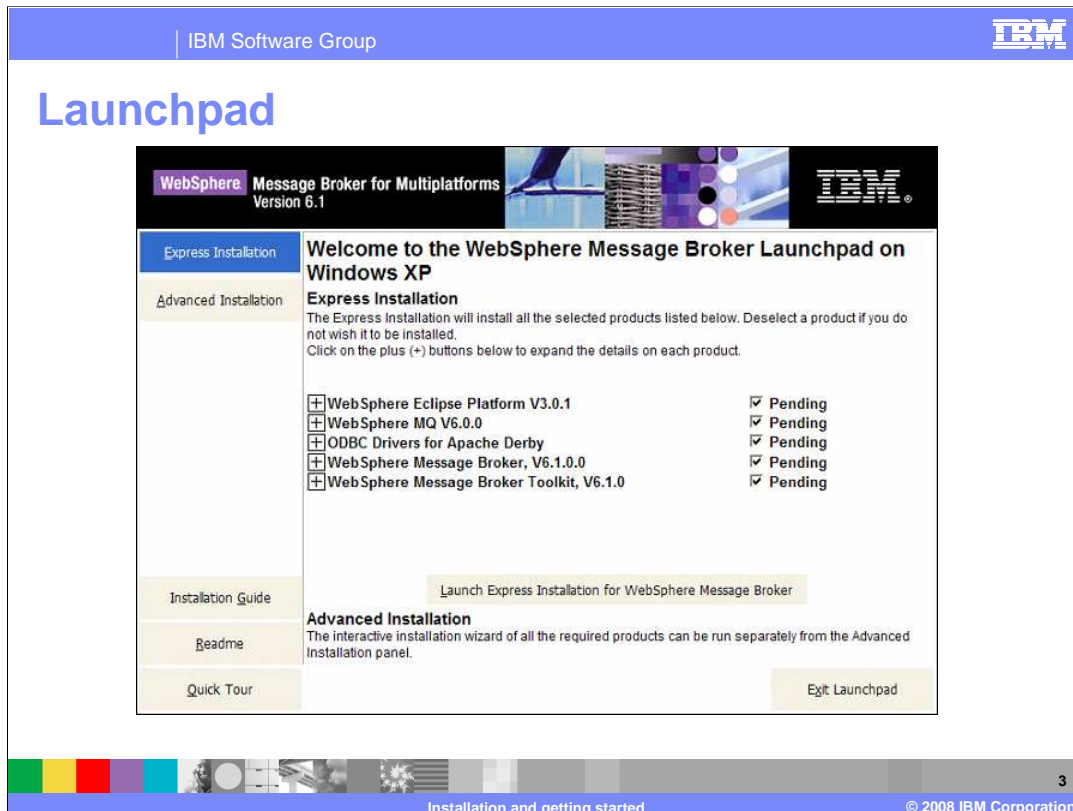 IBM Software Group
IBM
Launchpad
WebSphere Message Broker for Multiplatforms
Version 6.1
IBM
Express Installation
Advanced Installation
Welcome to the WebSphere Message Broker Launchpad on
Windows XP
Express Installation
The Express Installation will install all the selected products listed below. Deselect a product if you do
not wish it to be installed.
Click on the plus (+) buttons below to expand the details on each product.
WebSphere Eclipse Platform V3.0.1 Pending
WebSphere MQ V6.0.0 Pending
ODBC Drivers for Apache Derby Pending
WebSphere Message Broker, V6.1.0.0 Pending
WebSphere Message Broker Toolkit, V6.1.0 Pending
Launch Express Installation for WebSphere Message Broker
Advanced Installation
The interactive installation wizard of all the required products can be run separately from the Advanced
Installation panel.
Installation Guide
Readme
Quick Tour
Exit Launchpad
3
Installation and getting started
© 2008 IBM Corporation